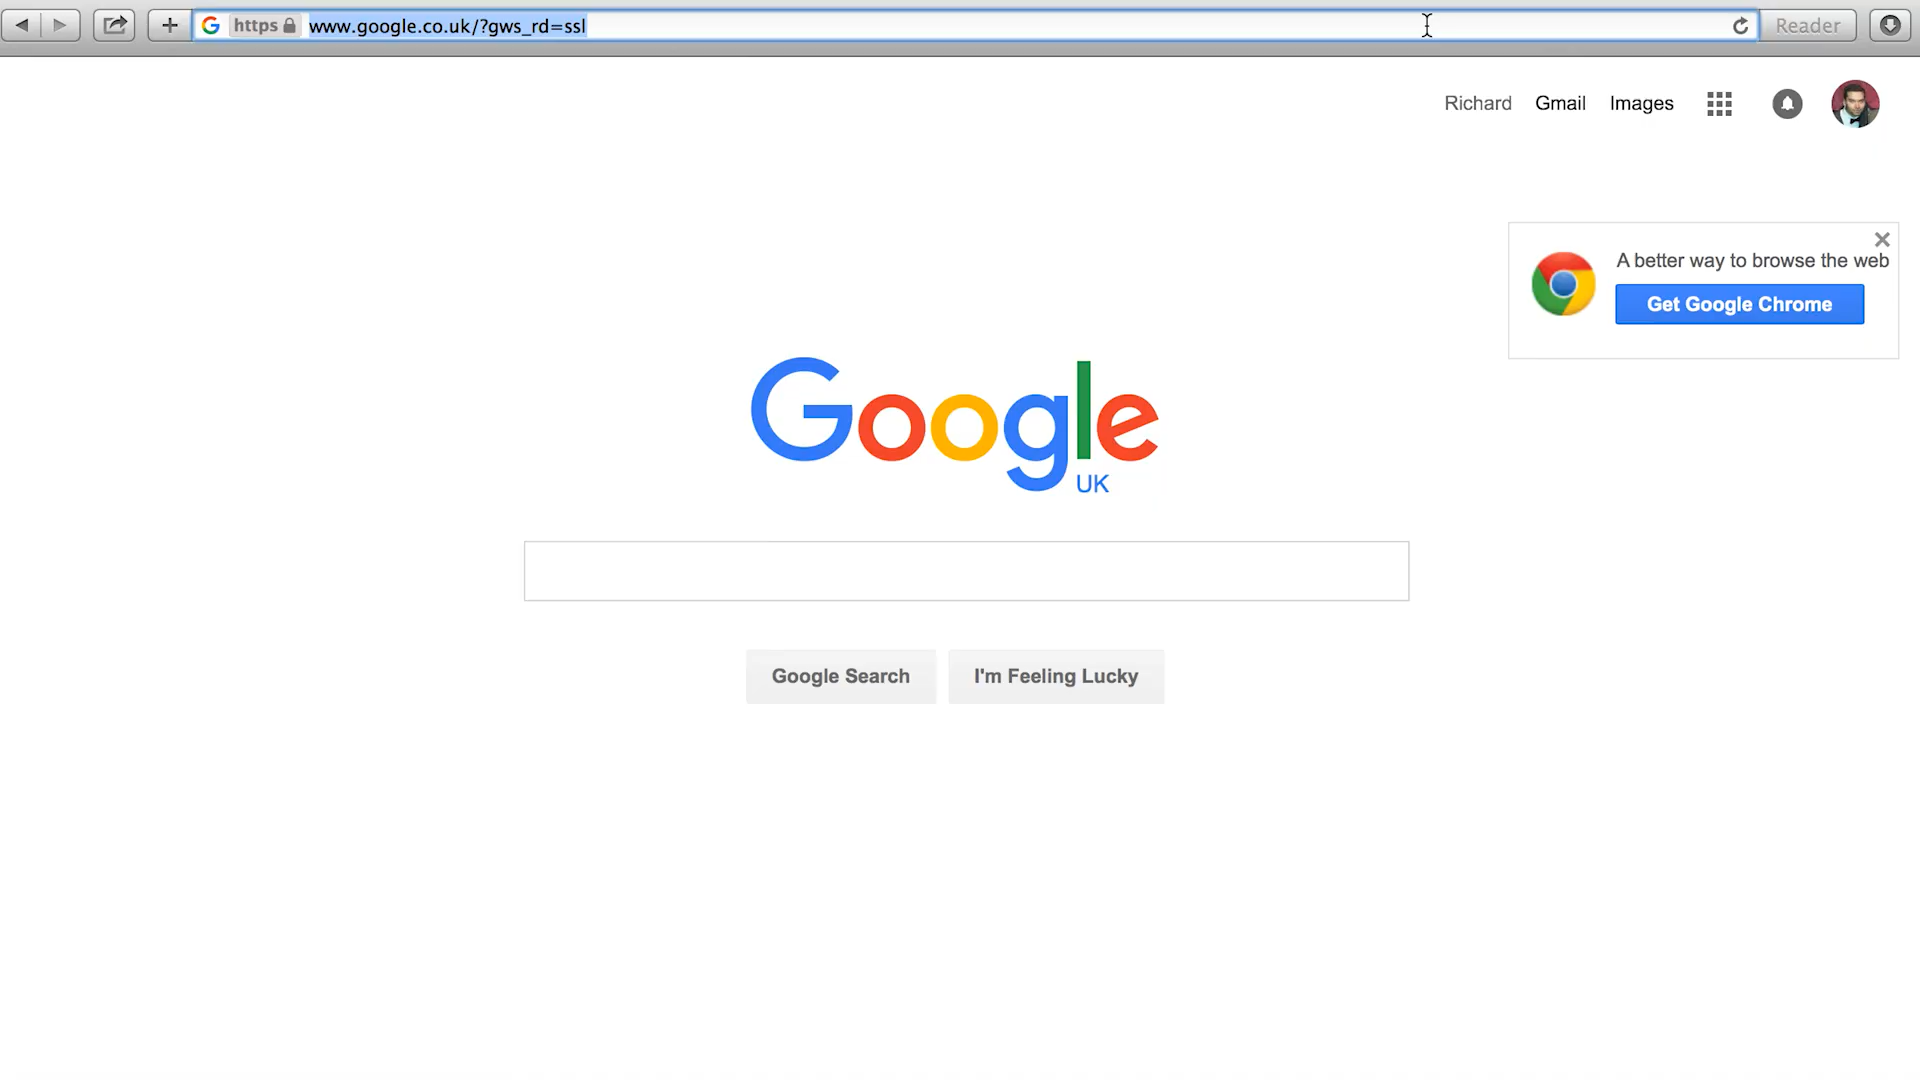 https www.google.co.uk/?gws_rd=ssl Reader
Richard Gmail Images
A better way to browse the web
Get Google Chrome
Google
UK
Google Search I'm Feeling Lucky